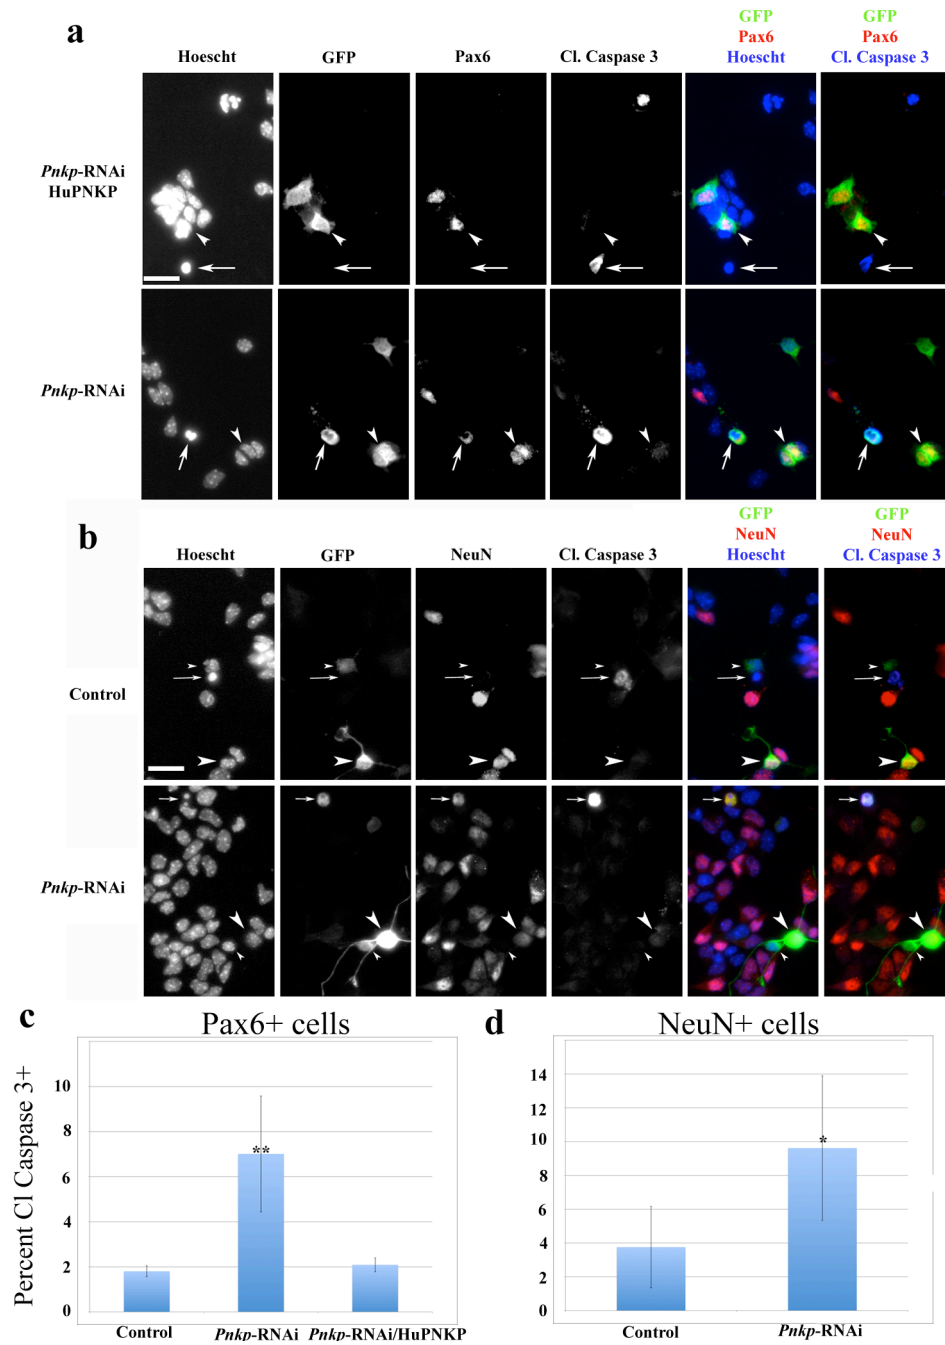 a
GFP
Pax6
Hoescht
GFP
Pax6
Cl. Caspase 3
Hoescht
GFP
Pax6
Cl. Caspase 3
Pnkp-RNAi
HuPNKP
Pnkp-RNAi
b
GFP
NeuN
Hoescht
GFP
NeuN
Cl. Caspase 3
Hoescht
GFP
NeuN
Cl. Caspase 3
Control
Pnkp-RNAi
c
Pax6+ cells
Percent Cl Caspase 3+
10
8
6
4
2
0
**
Control
Pnkp-RNAi
Pnkp-RNAi/HuPNKP
d
NeuN+ cells
14
12
10
8
6
4
2
0
*
Control
Pnkp-RNAi